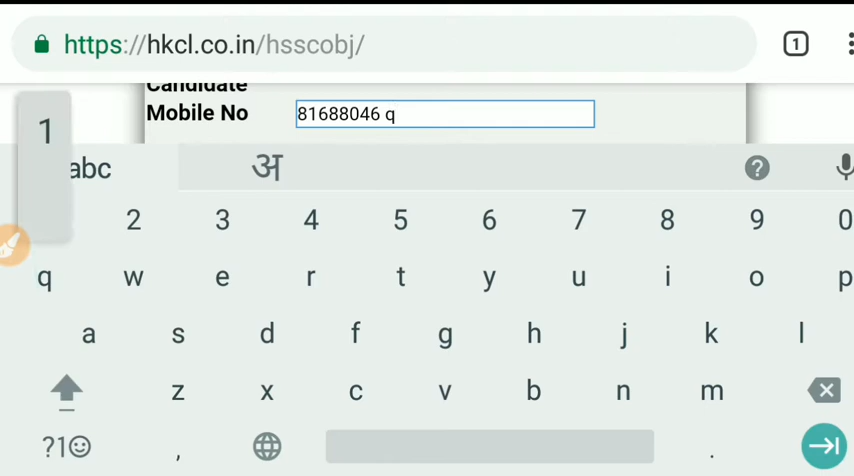 https://hkcl.co.in/hsscobj/
1
Candidate
Mobile No
81688046 q
1
abc
अ
?
2 3 4 5 6 7 8 9 0
q w e r t y u i o p
a s d f g h j k l
z x c v b n m
?1☺ , .